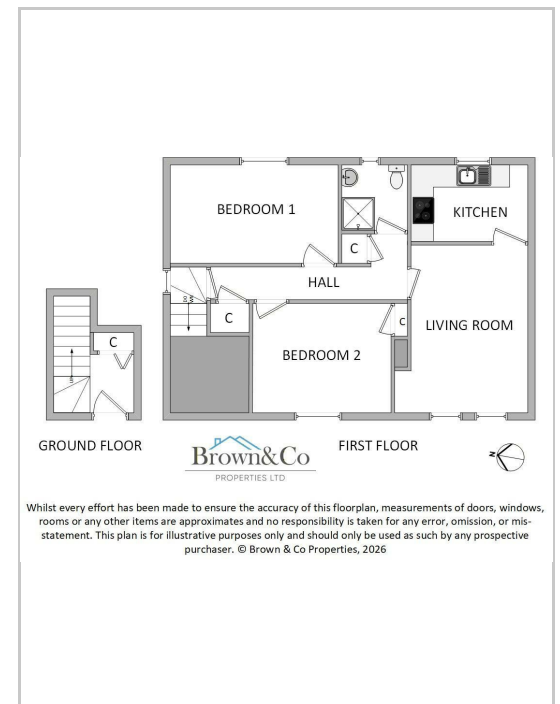 BEDROOM 1
KITCHEN
C
HALL
C
C
LIVING ROOM
BEDROOM 2
DN
C
UP
GROUND FLOOR
FIRST FLOOR
Brown&Co
PROPERTIES LTD
N
Whilst every effort has been made to ensure the accuracy of this floorplan, measurements of doors, windows,
rooms or any other items are approximates and no responsibility is taken for any error, omission, or mis-
statement. This plan is for illustrative purposes only and should only be used as such by any prospective
purchaser. © Brown & Co Properties, 2026